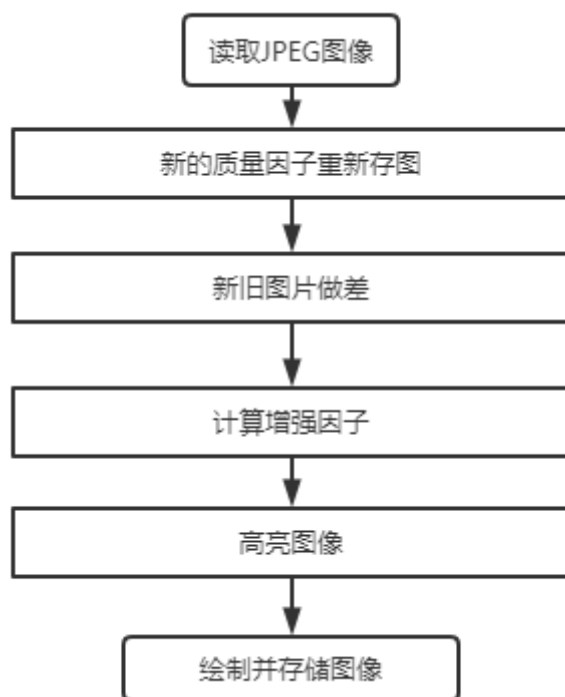 读取JPEG图像
新的质量因子重新存图
新旧图片做差
计算增强因子
高亮图像
绘制并存储图像